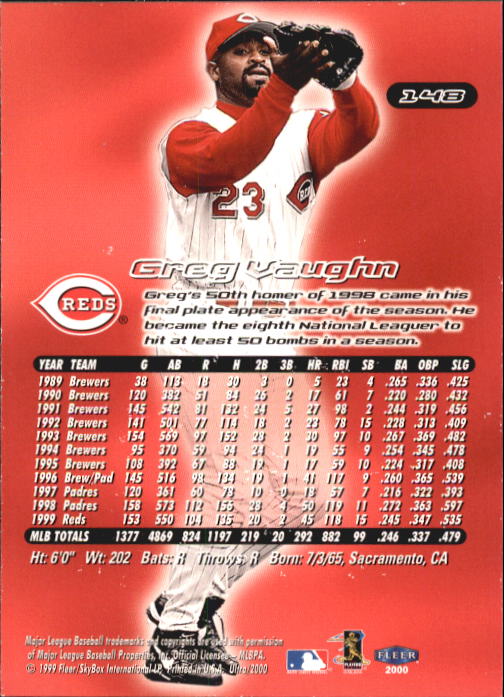 148
23
REDS
Greg Vaughn
REDS ®
Greg's 50th homer of 1998 came in his
final plate appearance of the season. He
became the eighth National Leaguer to
hit at least 50 bombs in a season.
YEAR TEAM G AB R H 2B 3B HR RBI SB BA OBP SLG
1989 Brewers 38 113 18 30 3 0 5 23 4 .265 .336 .425
1990 Brewers 120 382 51 84 26 2 17 61 7 .220 .280 .432
1991 Brewers 145 542 81 132 24 5 27 98 2 .244 .319 .456
1992 Brewers 141 501 77 114 18 2 23 78 15 .228 .313 .409
1993 Brewers 154 569 97 152 28 2 30 97 10 .267 .369 .482
1994 Brewers 95 370 59 94 24 1 19 55 9 .254 .345 .478
1995 Brewers 108 392 67 88 19 1 17 59 10 .224 .317 .408
1996 Brew/Pad 145 516 98 134 19 1 41 117 9 .260 .365 .539
1997 Padres 120 361 60 78 10 0 18 57 7 .216 .322 .393
1998 Padres 158 573 112 156 28 4 50 119 11 .272 .363 .597
1999 Reds 153 550 104 135 20 2 45 118 15 .245 .347 .535
MLB TOTALS 1377 4869 824 1197 219 20 292 882 99 .246 .337 .479
Ht: 6'0" Wt: 202 Bats: R Throws: R Born: 7/3/65, Sacramento, CA
Major League Baseball trademarks and copyrights are used with permission
of Major League Baseball Properties, Inc. Official Licensee – MLBPA.
© 1999 Fleer/SkyBox International LP. Printed in U.S.A. Ultra/2000
PLAYERS
FLEER
2000